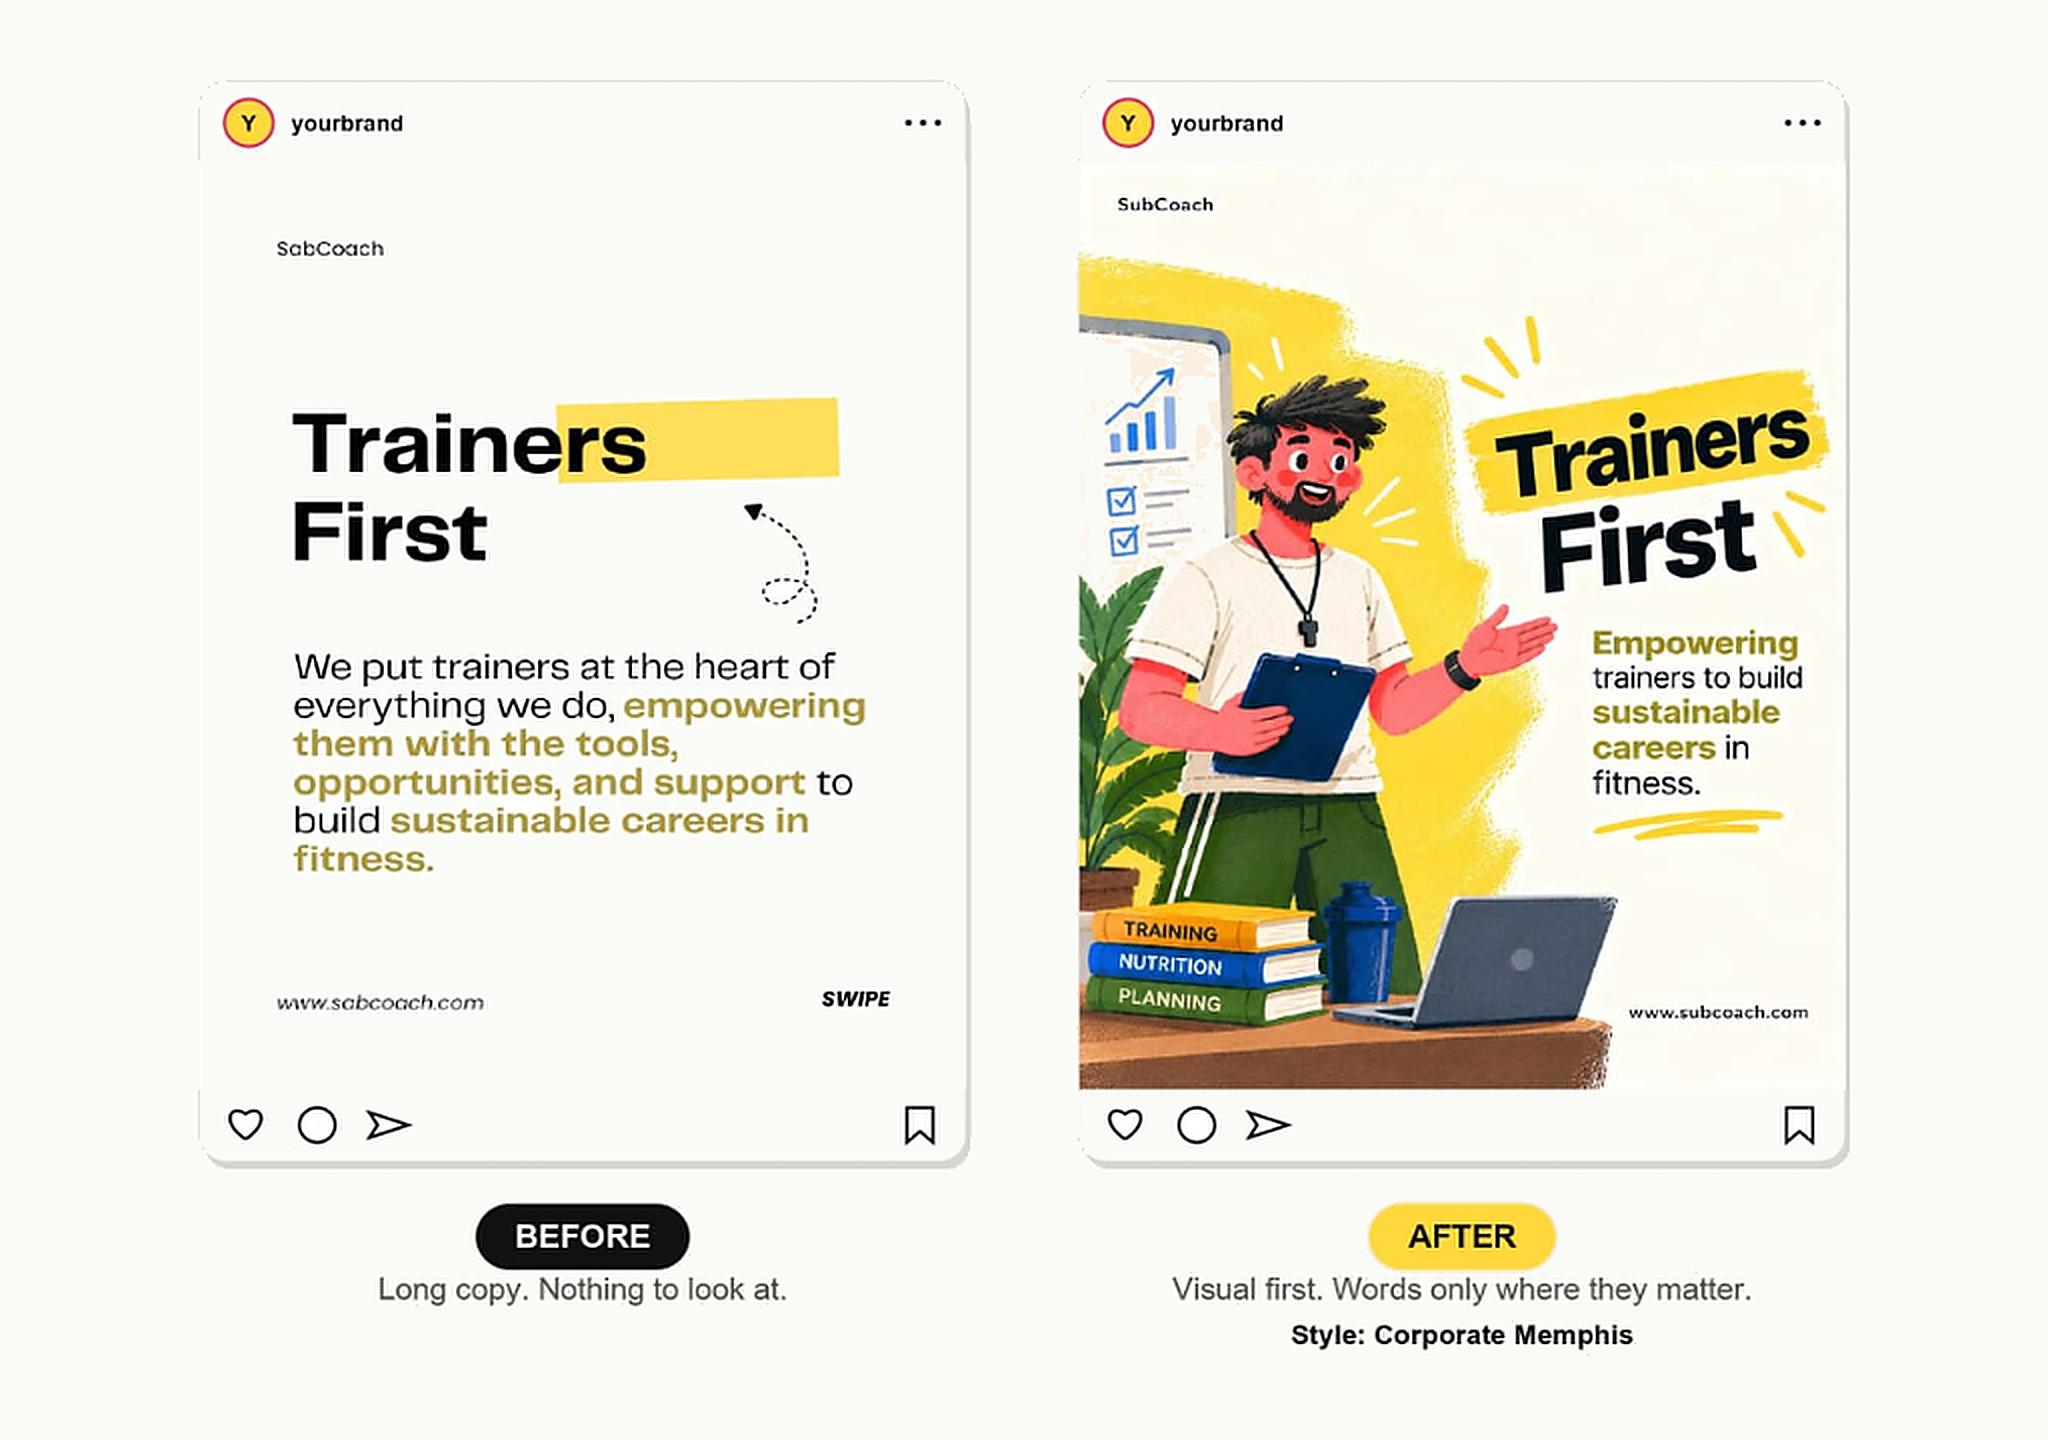 Y yourbrand
SabCoach
Trainers
First
We put trainers at the heart of
everything we do, empowering
them with the tools,
opportunities, and support to
build sustainable careers in
fitness.
www.sabcoach.com
SWIPE
BEFORE
Long copy. Nothing to look at.
Y yourbrand
SubCoach
Trainers
First
Empowering
trainers to build
sustainable
careers in
fitness.
TRAINING
NUTRITION
PLANNING
www.subcoach.com
AFTER
Visual first. Words only where they matter.
Style: Corporate Memphis